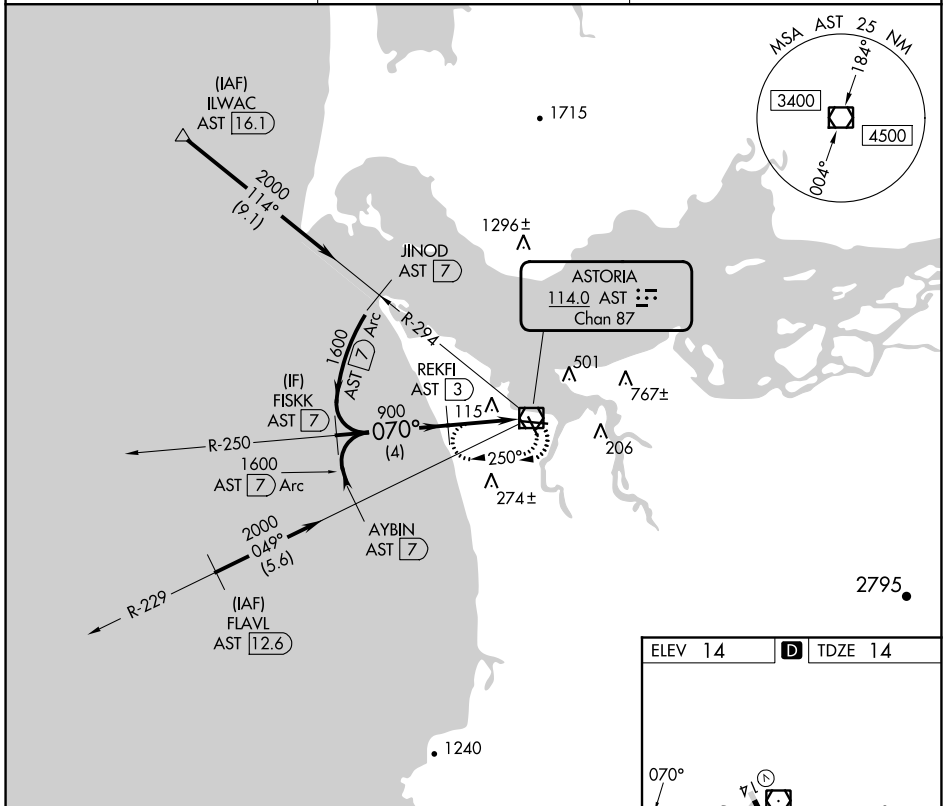 MSA AST 25 NM
184°
3400
4500
004°
(IAF)
ILWAC
AST 16.1
2000
114°
(9.1)
1715
1296±
JINOD
AST 7
ASTORIA
114.0 AST
Chan 87
R-294
1600
AST 7 Arc
REKFI
AST 3
501
767±
(IF)
FISKK
AST 7
900
070°
(4)
115
206
R-250
250°
1600
AST 7 Arc
274±
AYBIN
AST 7
2000
049°
(5.6)
R-229
(IAF)
FLAVL
AST 12.6
2795
1240
ELEV 14
D
TDZE 14
070°
14
V